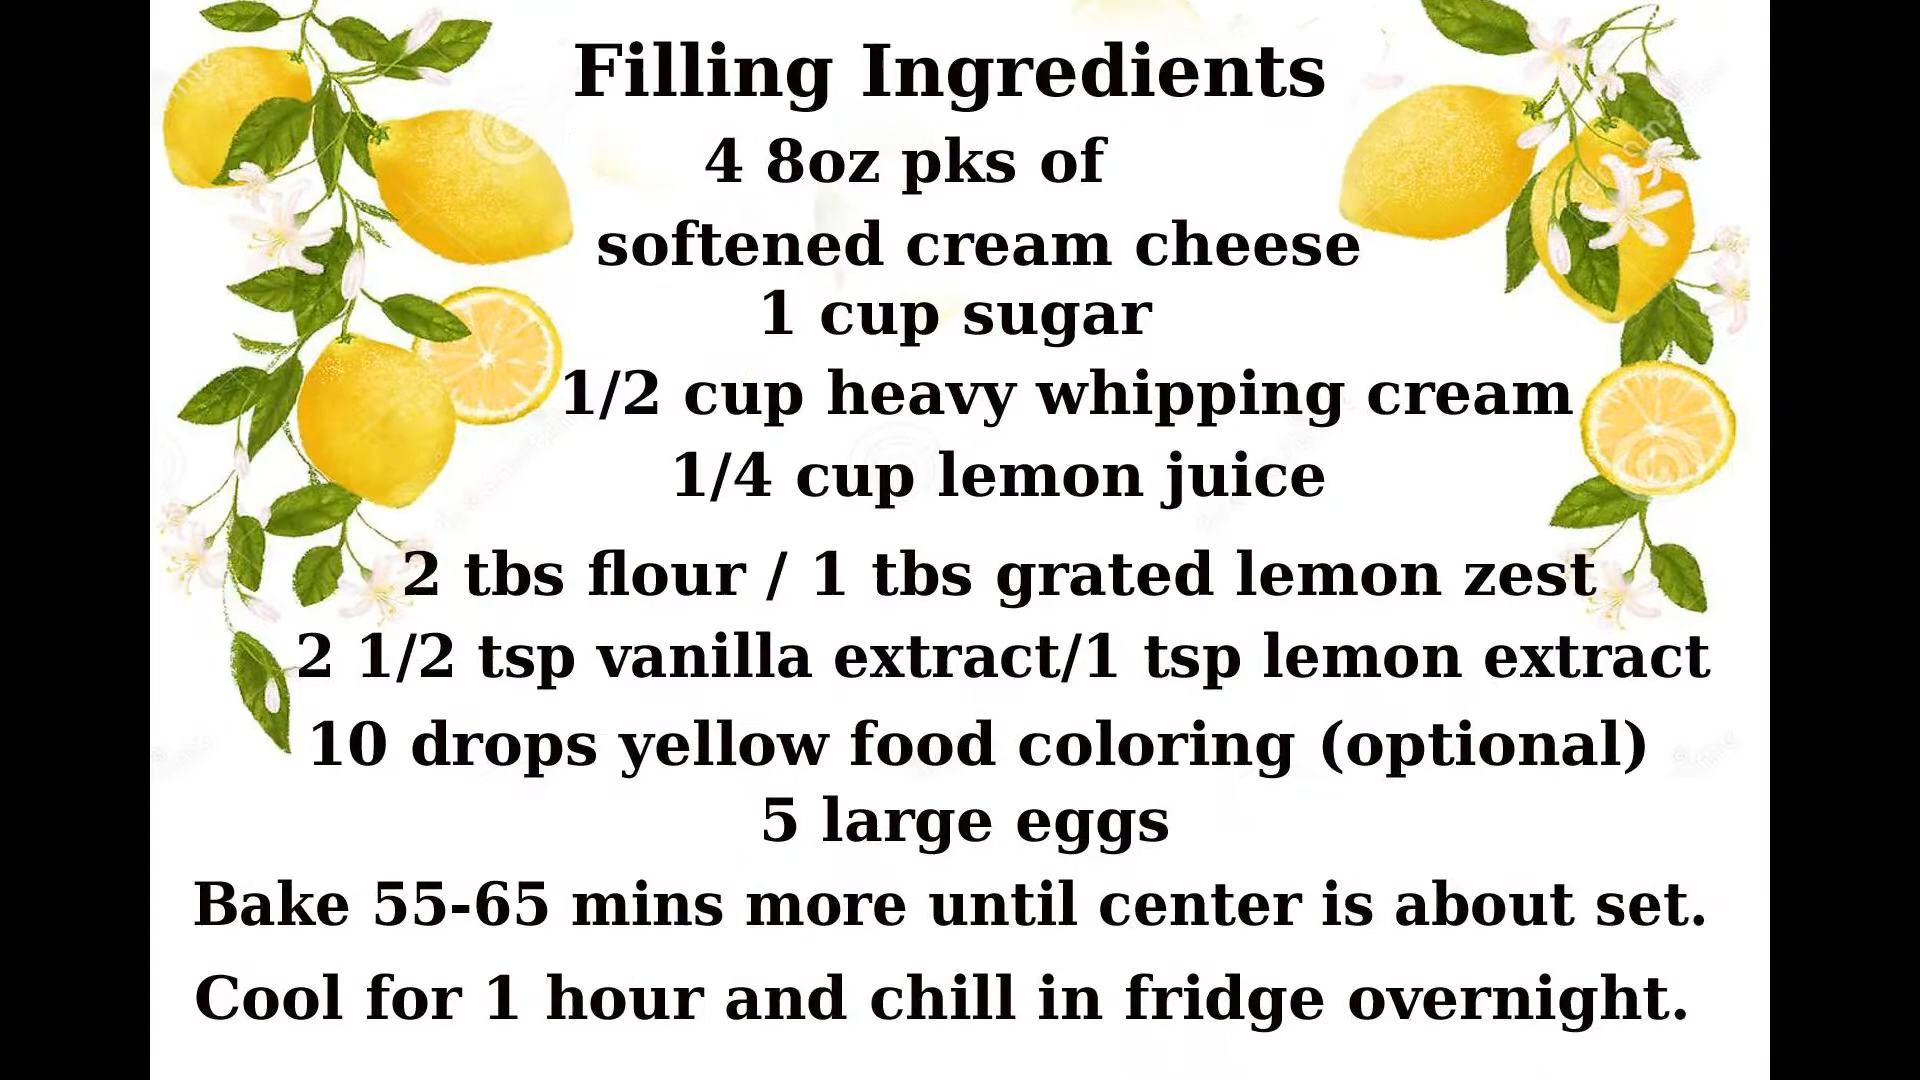 Filling Ingredients
4 8oz pks of
softened cream cheese
1 cup sugar
1/2 cup heavy whipping cream
1/4 cup lemon juice
2 tbs flour / 1 tbs grated lemon zest
2 1/2 tsp vanilla extract/1 tsp lemon extract
10 drops yellow food coloring (optional)
5 large eggs
Bake 55-65 mins more until center is about set.
Cool for 1 hour and chill in fridge overnight.